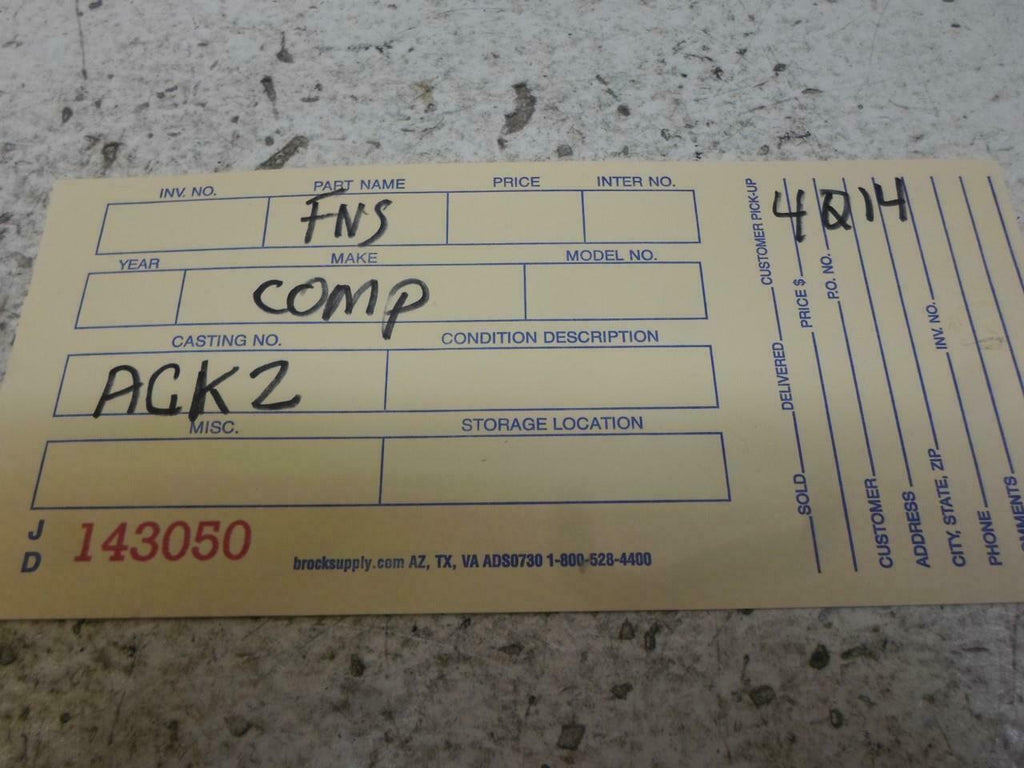 INV. NO. PART NAME PRICE INTER NO.
FNS
YEAR MAKE MODEL NO.
COMP
CASTING NO. CONDITION DESCRIPTION
ACK2
MISC. STORAGE LOCATION
JD 143050
brocksupply.com AZ, TX, VA ADS0730 1-800-528-4400
4Q14
SOLD DELIVERED CUSTOMER PICK-UP
PRICE $
P.O. NO.
CUSTOMER
ADDRESS INV. NO.
CITY, STATE, ZIP
PHONE